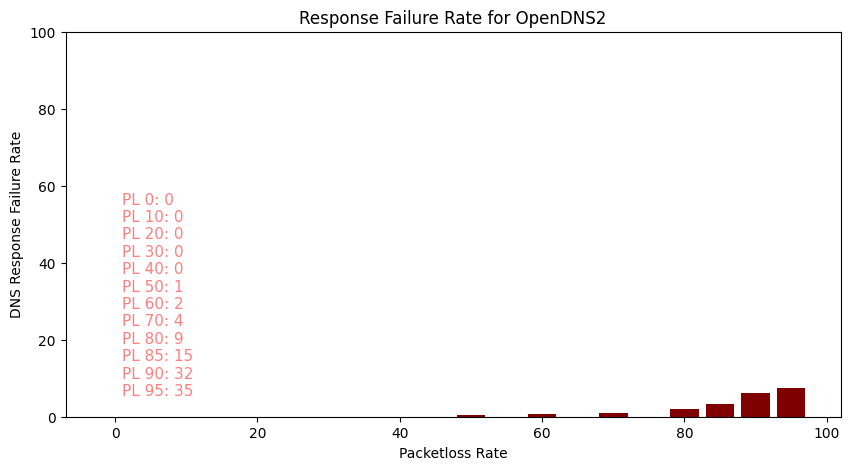 Response Failure Rate for OpenDNS2
100
80
60
40
20
0
DNS Response Failure Rate
PL 0: 0
PL 10: 0
PL 20: 0
PL 30: 0
PL 40: 0
PL 50: 1
PL 60: 2
PL 70: 4
PL 80: 9
PL 85: 15
PL 90: 32
PL 95: 35
0 20 40 60 80 100
Packetloss Rate